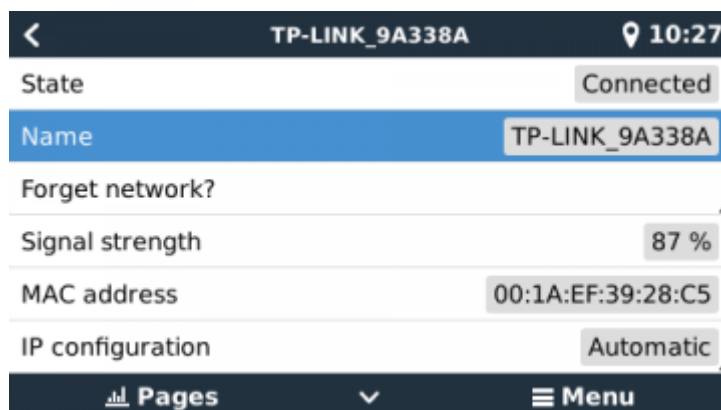 TP-LINK_9A338A 10:27
State Connected
Name TP-LINK_9A338A
Forget network?
Signal strength 87 %
MAC address 00:1A:EF:39:28:C5
IP configuration Automatic
Pages Menu